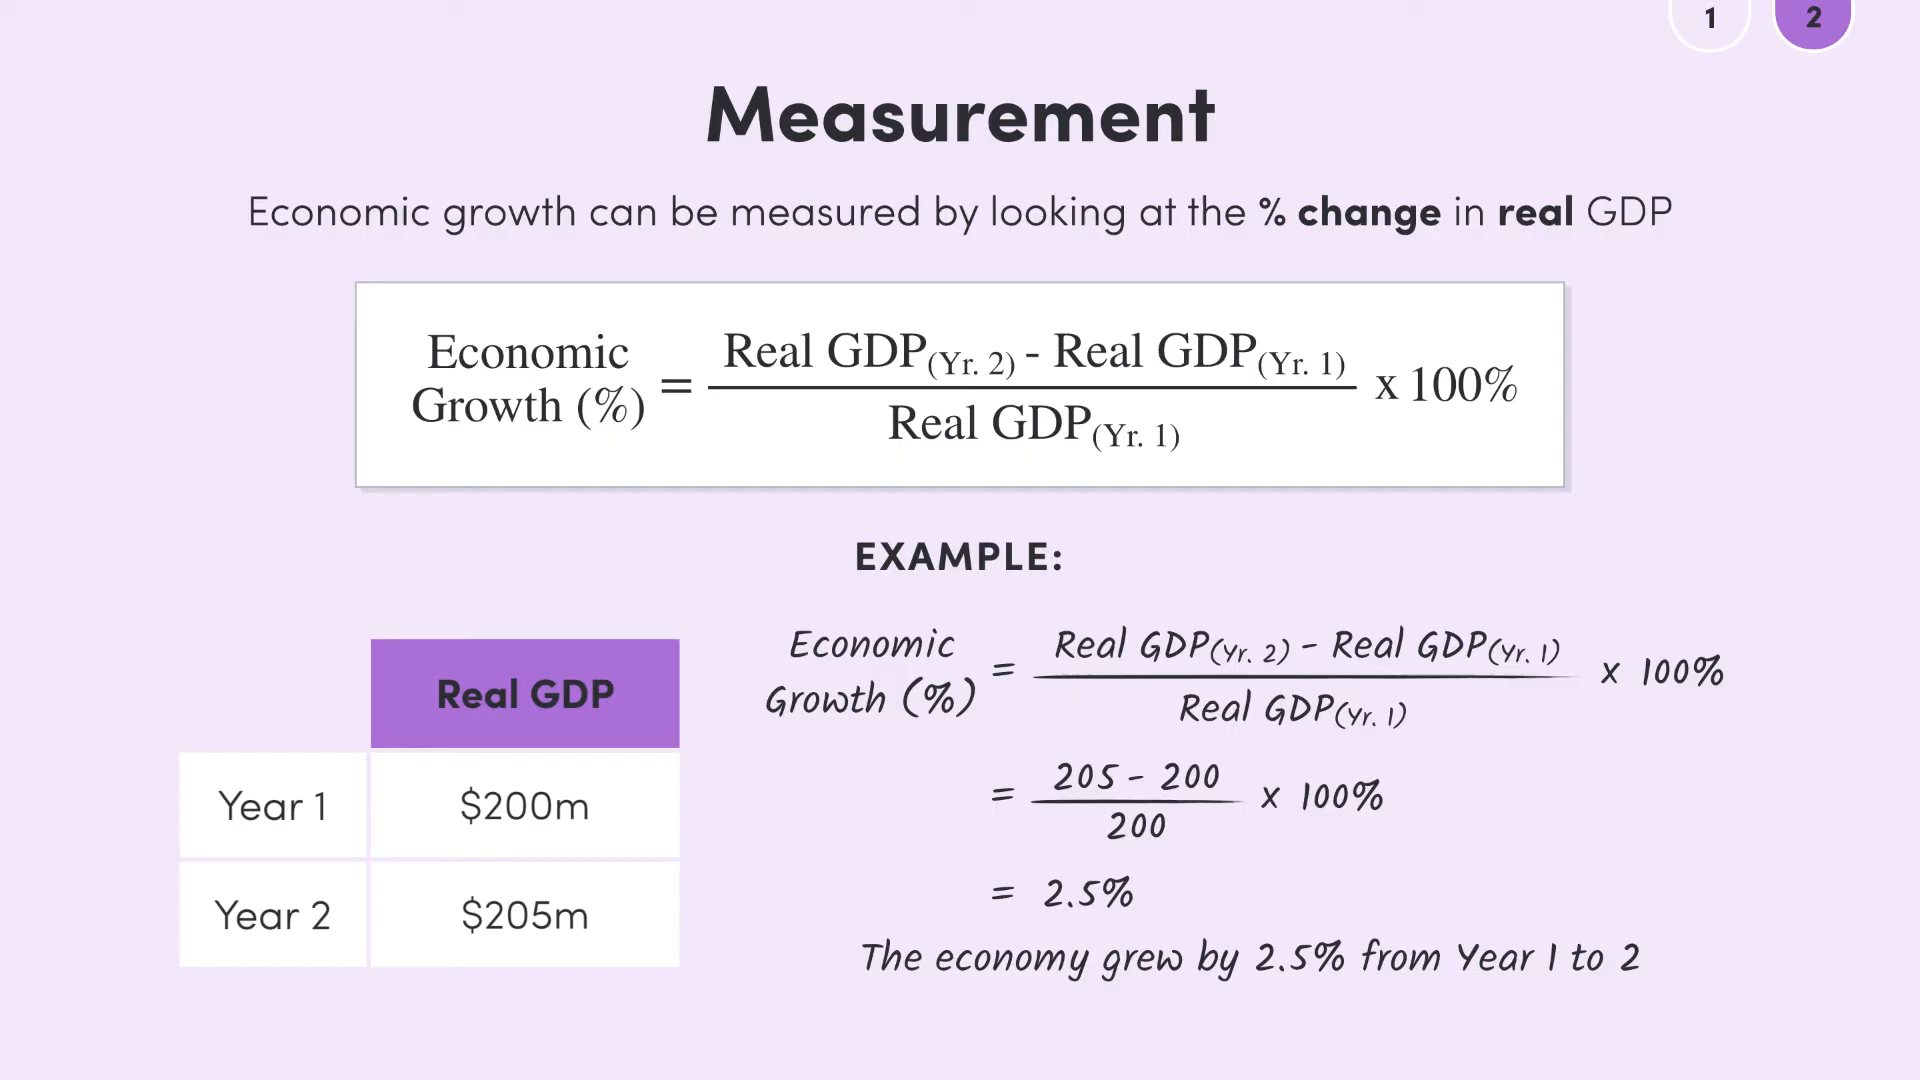 1 2
Measurement
Economic growth can be measured by looking at the % change in real GDP
Economic Growth (%) = Real GDP(Yr. 2) - Real GDP(Yr. 1)
Real GDP(Yr. 1)
x 100%
EXAMPLE:
Real GDP
Year 1 $200m
Year 2 $205m
Economic Growth (%) = Real GDP(Yr. 2) - Real GDP(Yr. 1)
Real GDP(Yr. 1)
x 100%
= 205 - 200
200
x 100%
= 2.5%
The economy grew by 2.5% from Year 1 to 2